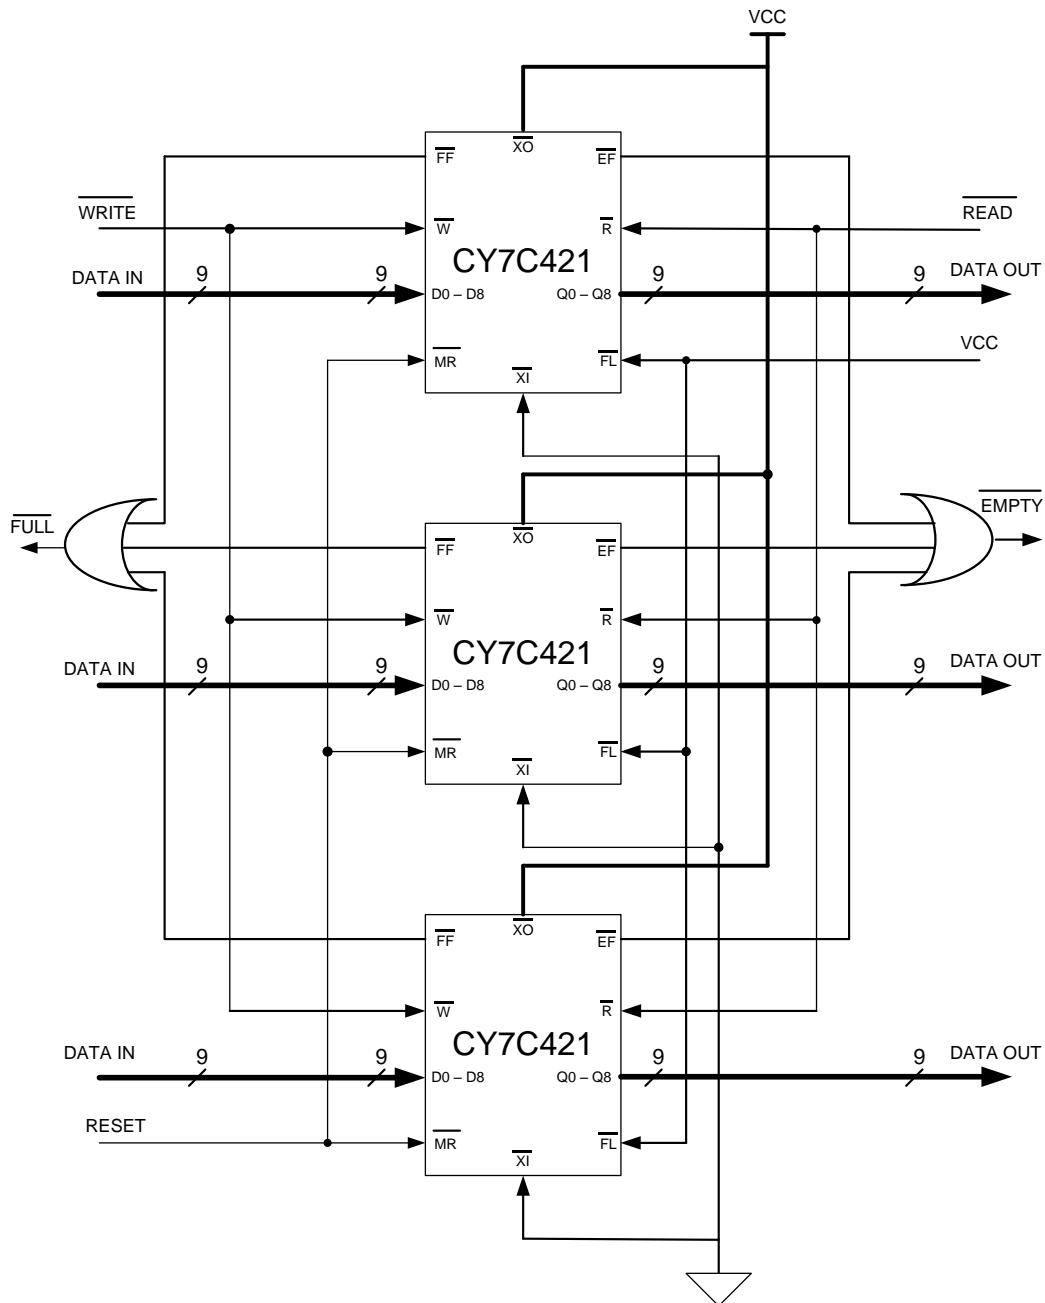 VCC
XO
FF
EF
WRITE
W
R
READ
CY7C421
DATA IN
9
9
D0 – D8
Q0 – Q8
9
9
DATA OUT
VCC
MR
FL
XI
FULL
XO
EMPTY
FF
EF
W
R
CY7C421
DATA IN
9
9
D0 – D8
Q0 – Q8
9
9
DATA OUT
MR
FL
XI
XO
FF
EF
W
R
CY7C421
DATA IN
9
9
D0 – D8
Q0 – Q8
9
9
DATA OUT
RESET
MR
FL
XI